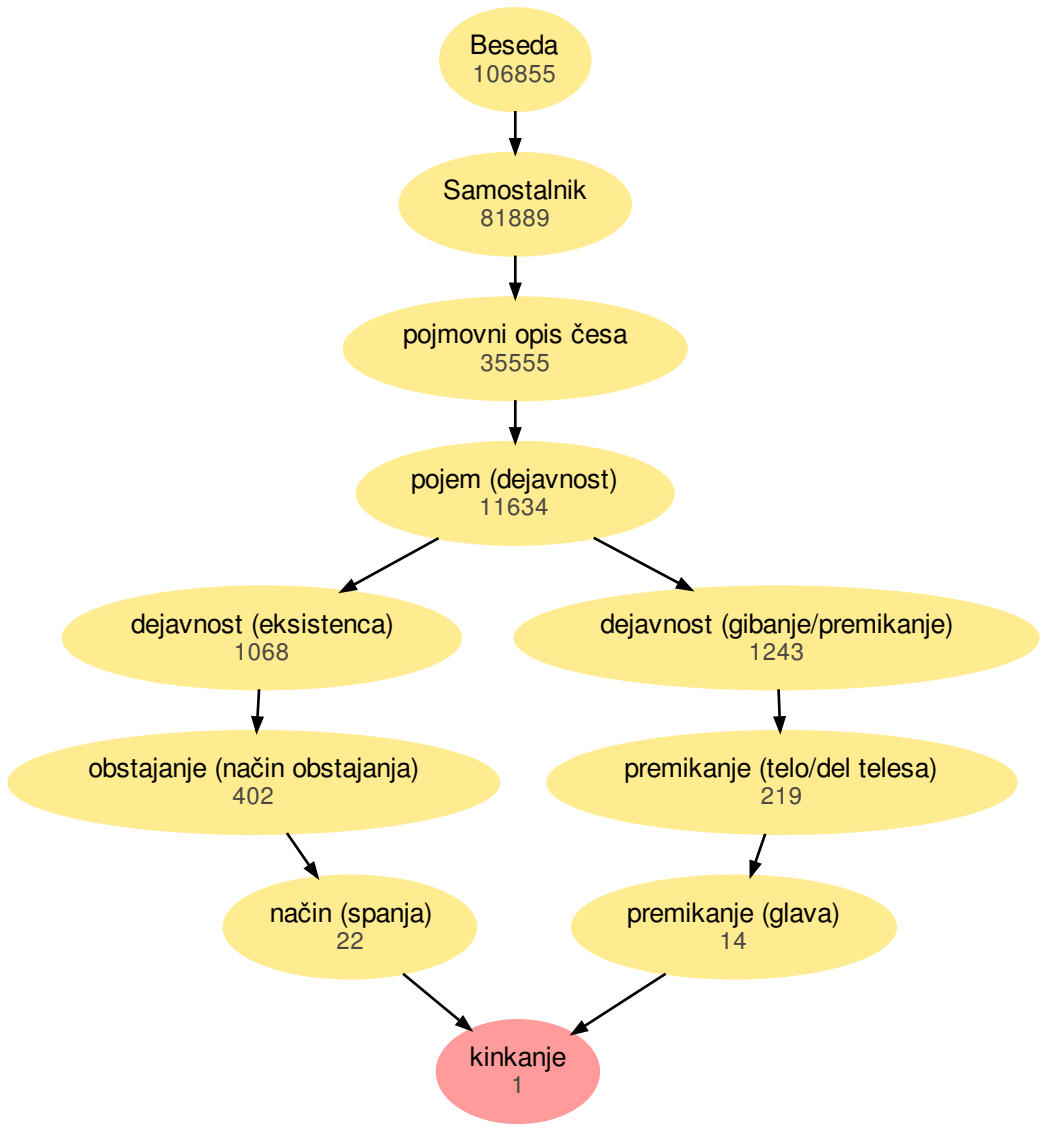 Beseda
106855
Samostalnik
81889
pojmovni opis česa
35555
pojem (dejavnost)
11634
dejavnost (eksistenca)
1068
dejavnost (gibanje/premikanje)
1243
obstajanje (način obstajanja)
402
premikanje (telo/del telesa)
219
način (spanja)
22
premikanje (glava)
14
kinkanje
1